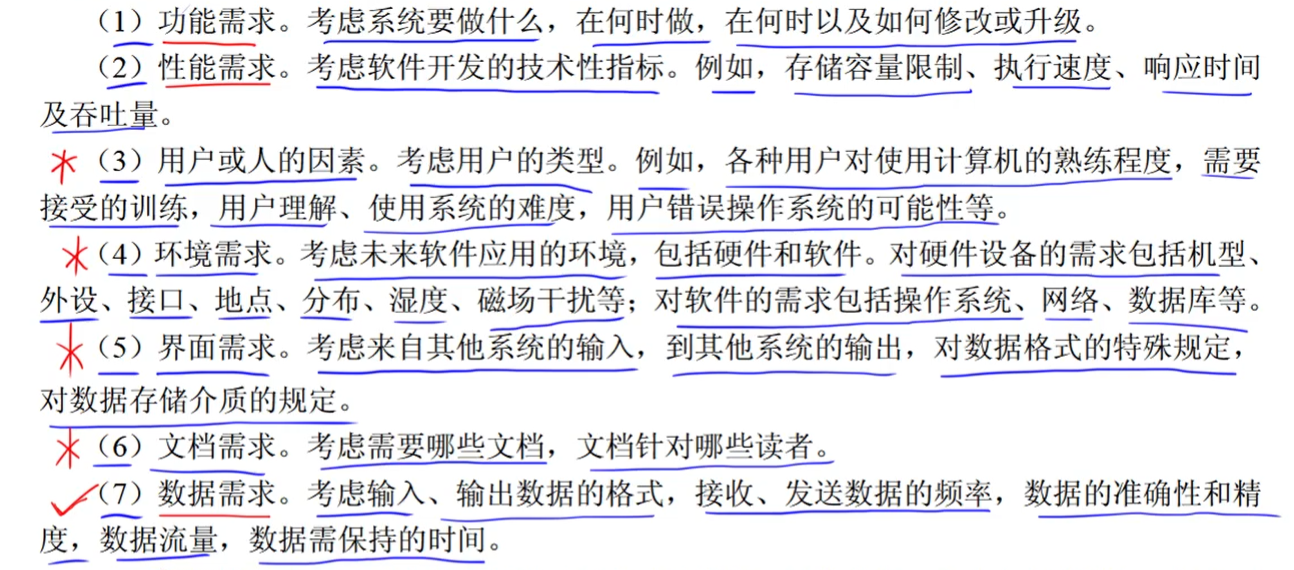 （1）功能需求。考虑系统要做什么，在何时做，在何时以及如何修改或升级。
（2）性能需求。考虑软件开发的技术性指标。例如，存储容量限制、执行速度、响应时间
及吞吐量。
（3）用户或人的因素。考虑用户的类型。例如，各种用户对使用计算机的熟练程度，需要
接受的训练，用户理解、使用系统的难度，用户错误操作系统的可能性等。
（4）环境需求。考虑未来软件应用的环境，包括硬件和软件。对硬件设备的需求包括机型、
外设、接口、地点、分布、湿度、磁场干扰等；对软件的需求包括操作系统、网络、数据库等。
（5）界面需求。考虑来自其他系统的输入，到其他系统的输出，对数据格式的特殊规定，
对数据存储介质的规定。
（6）文档需求。考虑需要哪些文档，文档针对哪些读者。
（7）数据需求。考虑输入、输出数据的格式，接收、发送数据的频率，数据的准确性和精
度，数据流量，数据需保持的时间。